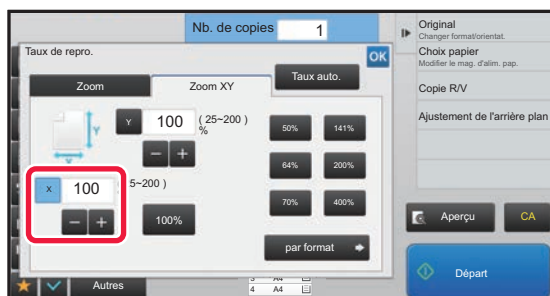 Nb. de copies 1
Taux de repro.
OK
Zoom
Zoom XY
Taux auto.
Y
Y 100 ( 25~200 ) %
X
X 100 5~200 )
100%
50% 141%
64% 200%
70% 400%
par format
Autres
A4
4 A4
Original
Changer format/orientat.
Choix papier
Modifier le mag. d'alim. pap.
Copie R/V
Ajustement de l'arrière plan
Aperçu
CA
Départ